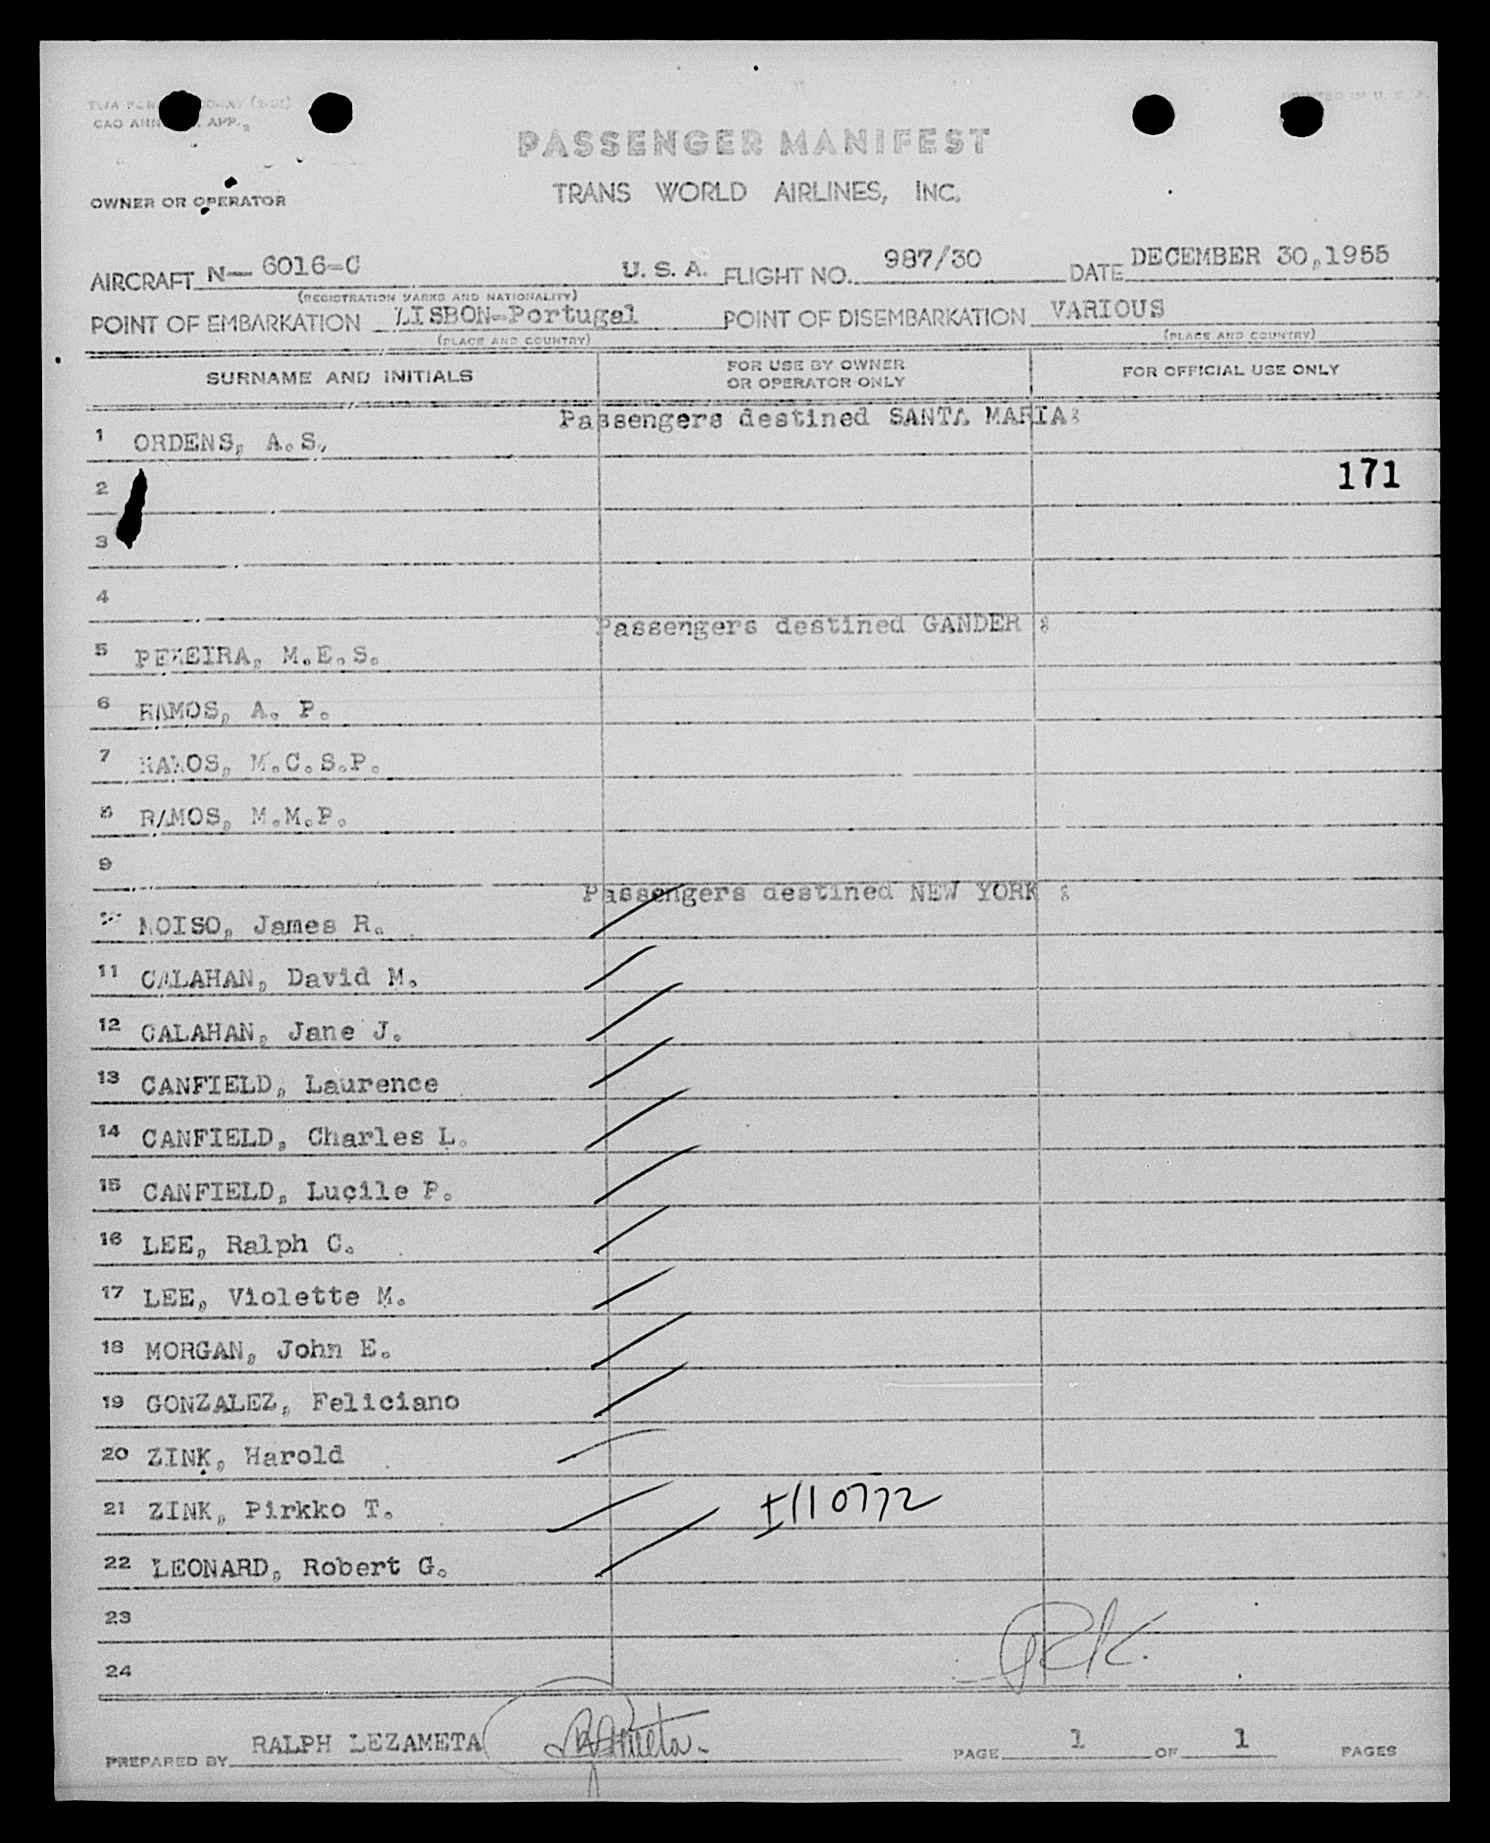 CAO ANN APP.
PASSENGER MANIFEST
TRANS WORLD AIRLINES, INC.
OWNER OR OPERATOR
AIRCRAFT N- 6016-C U. S. A. FLIGHT NO. 987/30 DATE DECEMBER 30,1955
(REGISTRATION MARKS AND NATIONALITY)
POINT OF EMBARKATION LISBON-Portugal POINT OF DISEMBARKATION VARIOUS
(PLACE AND COUNTRY) (PLACE AND COUNTRY)
SURNAME AND INITIALS FOR USE BY OWNER OR OPERATOR ONLY FOR OFFICIAL USE ONLY
Passengers destined SANTA MARIA:
1 ORDENS, A.S.
2 171
3
4
Passengers destined GANDER :
5 PEREIRA, M.E.S.
6 RAMOS, A. P.
7 RAMOS, M.C.S.P.
8 RAMOS, M.M.P.
9
Passengers destined NEW YORK :
James R.
11 CALAHAN, David M.
12 CALAHAN, Jane J.
13 CANFIELD, Laurence
14 CANFIELD, Charles L.
15 CANFIELD, Lucile P.
16 LEE, Ralph C.
17 LEE, Violette M.
18 MORGAN, John E.
19 GONZALEZ, Feliciano
20 ZINK, Harold
21 ZINK, Pirkko T. I110772
22 LEONARD, Robert G.
23
24
PREPARED BY RALPH LEZAMETA PAGE 1 OF 1 PAGES